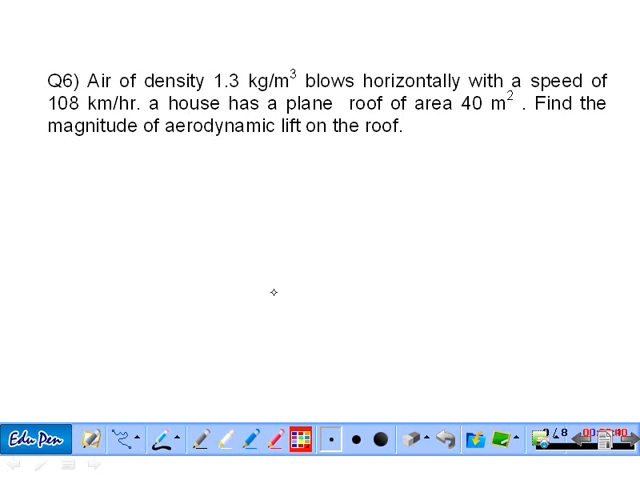 Q6) Air of density 1.3 kg/m3 blows horizontally with a speed of
108 km/hr. a house has a plane roof of area 40 m2 . Find the
magnitude of aerodynamic lift on the roof.
Edu Pen
/ 8